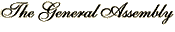 The General Assembly